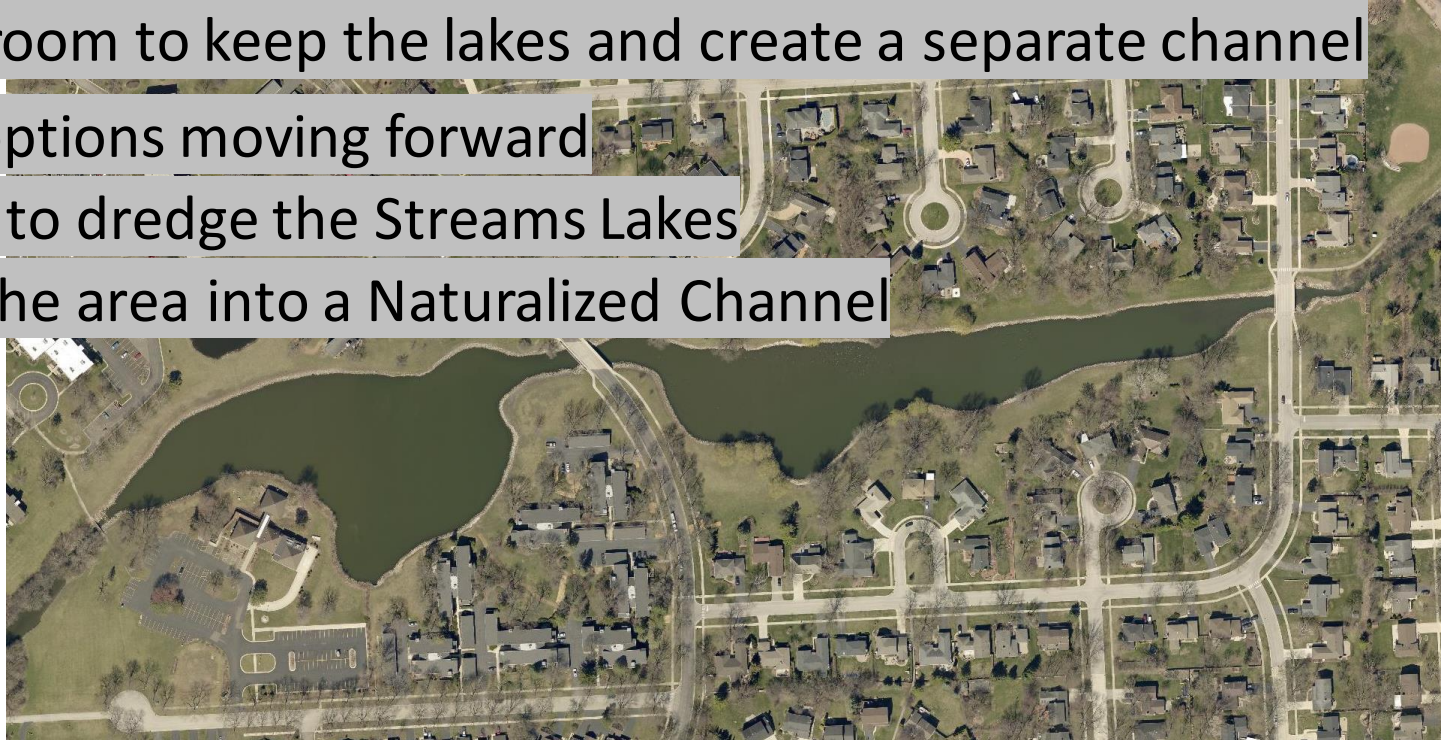 room to keep the lakes and create a separate channel
ptions moving forward
to dredge the Streams Lakes
he area into a Naturalized Channel